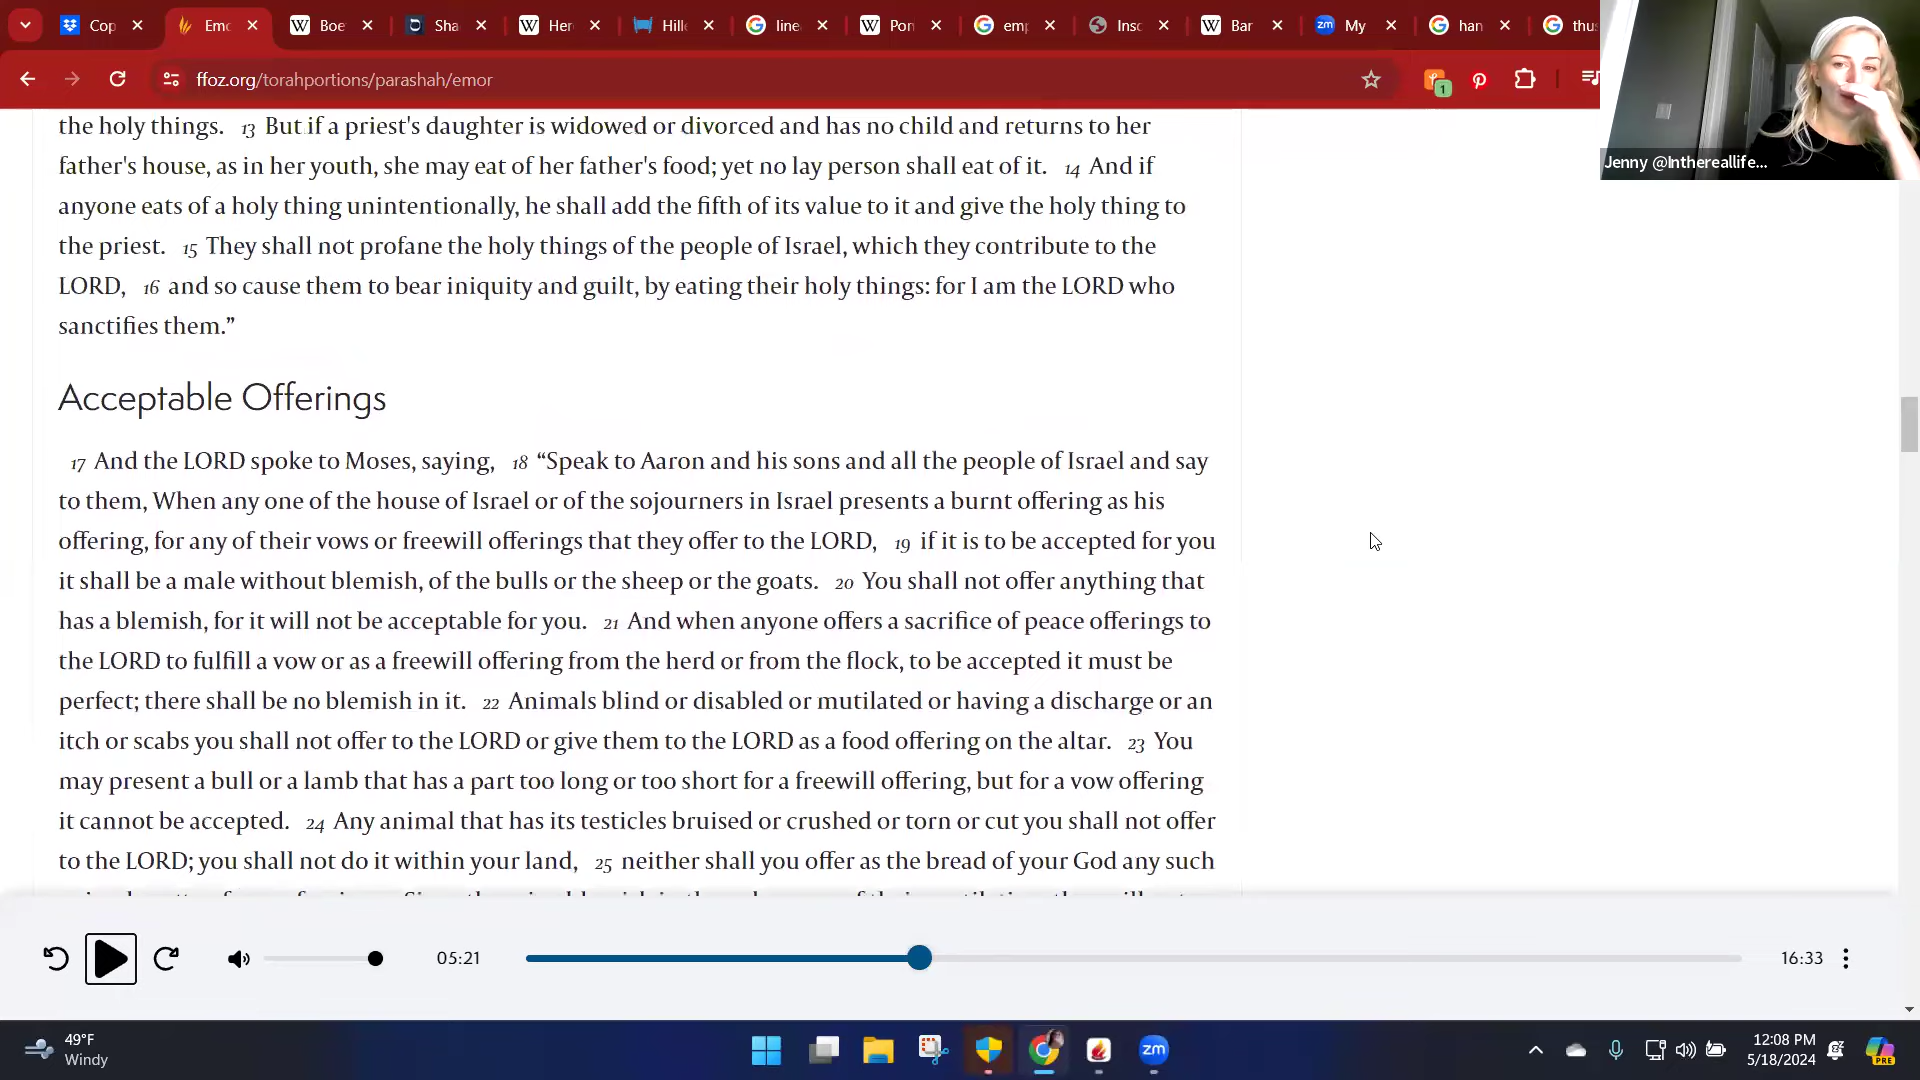 Cop
Emo
Boe
Sha
Her
Hille
line
Pon
emp
Insc
Bar
My
han
thus
ffoz.org/torahportions/parashah/emor
1
Jenny @Inthereallife...
the holy things. 13 But if a priest's daughter is widowed or divorced and has no child and returns to her
father's house, as in her youth, she may eat of her father's food; yet no lay person shall eat of it. 14 And if
anyone eats of a holy thing unintentionally, he shall add the fifth of its value to it and give the holy thing to
the priest. 15 They shall not profane the holy things of the people of Israel, which they contribute to the
LORD, 16 and so cause them to bear iniquity and guilt, by eating their holy things: for I am the LORD who
sanctifies them.”
Acceptable Offerings
17 And the LORD spoke to Moses, saying, 18 “Speak to Aaron and his sons and all the people of Israel and say
to them, When any one of the house of Israel or of the sojourners in Israel presents a burnt offering as his
offering, for any of their vows or freewill offerings that they offer to the LORD, 19 if it is to be accepted for you
it shall be a male without blemish, of the bulls or the sheep or the goats. 20 You shall not offer anything that
has a blemish, for it will not be acceptable for you. 21 And when anyone offers a sacrifice of peace offerings to
the LORD to fulfill a vow or as a freewill offering from the herd or from the flock, to be accepted it must be
perfect; there shall be no blemish in it. 22 Animals blind or disabled or mutilated or having a discharge or an
itch or scabs you shall not offer to the LORD or give them to the LORD as a food offering on the altar. 23 You
may present a bull or a lamb that has a part too long or too short for a freewill offering, but for a vow offering
it cannot be accepted. 24 Any animal that has its testicles bruised or crushed or torn or cut you shall not offer
to the LORD; you shall not do it within your land, 25 neither shall you offer as the bread of your God any such
05:21
16:33
49°F
Windy
zm
12:08 PM
5/18/2024
PRE